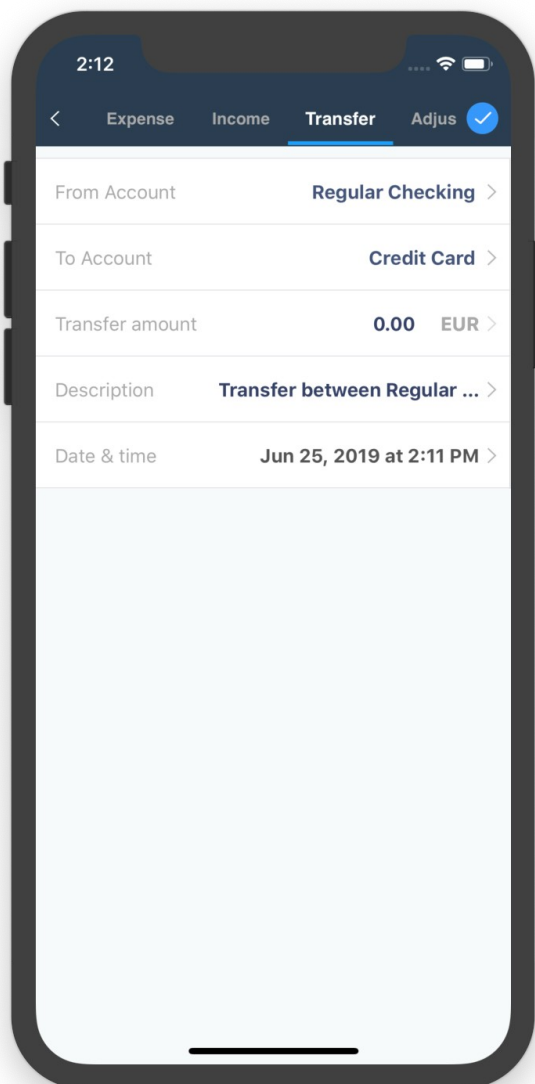 2:12
Expense Income Transfer Adjus
From Account Regular Checking
To Account Credit Card
Transfer amount 0.00 EUR
Description Transfer between Regular ...
Date & time Jun 25, 2019 at 2:11 PM